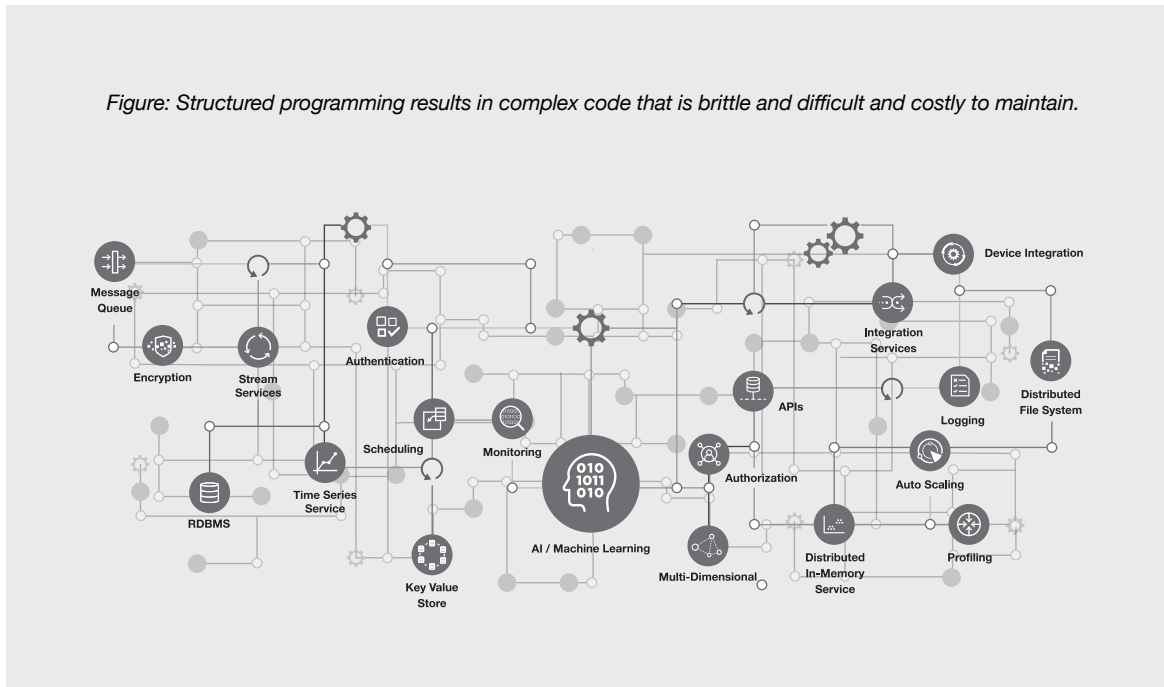 Figure: Structured programming results in complex code that is brittle and difficult and costly to maintain.
Message
Queue
Encryption
Stream
Services
Authentication
Scheduling
Monitoring
RDBMS
Time Series
Service
Key Value
Store
010
1011
010
AI / Machine Learning
Multi-Dimensional
Authorization
APIs
Integration
Services
Device Integration
Logging
Distributed
File System
Auto Scaling
Distributed
In-Memory
Service
Profiling